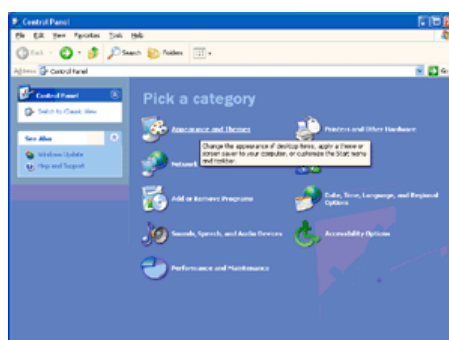 Control Panel
File Edit View Favorites Tools Help
Back Search Folders
Address Control Panel Go
Control Panel
Switch to Classic View
See Also
Windows Update
Help and Support
Pick a category
Appearance and Themes
Printers and Other Hardware
Change the appearance of desktop items, apply a theme or
screen saver to your computer, or customize the Start menu
and taskbar.
Network
Add or Remove Programs
Date, Time, Language, and Regional
Options
Sounds, Speech, and Audio Devices
Accessibility Options
Performance and Maintenance